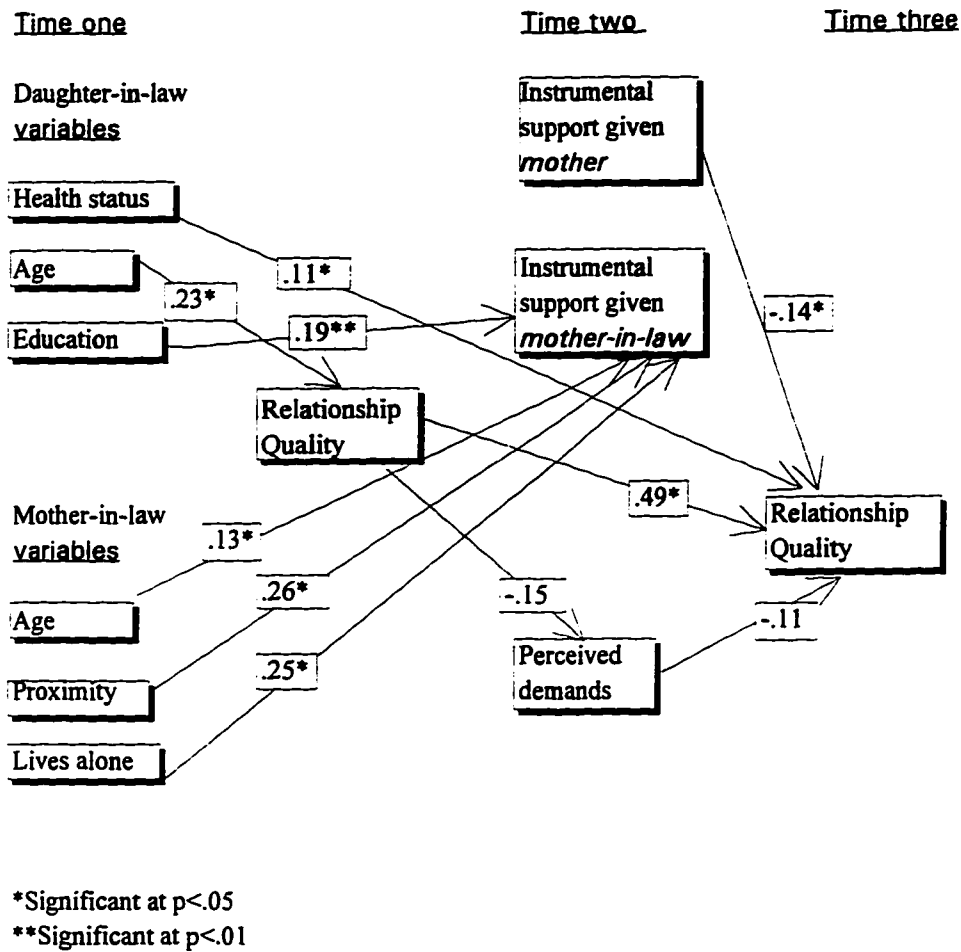 Time one
Time two
Time three
Daughter-in-law
variables
Instrumental
support given
mother
Health status
Age
.11*
.23*
Instrumental
support given
mother-in-law
-.14*
Education
.19**
Relationship
Quality
.49*
Relationship
Quality
Mother-in-law
variables
.13*
.26*
-.15
-.11
Age
Perceived
demands
.25*
Proximity
Lives alone
*Significant at p<.05
**Significant at p<.01